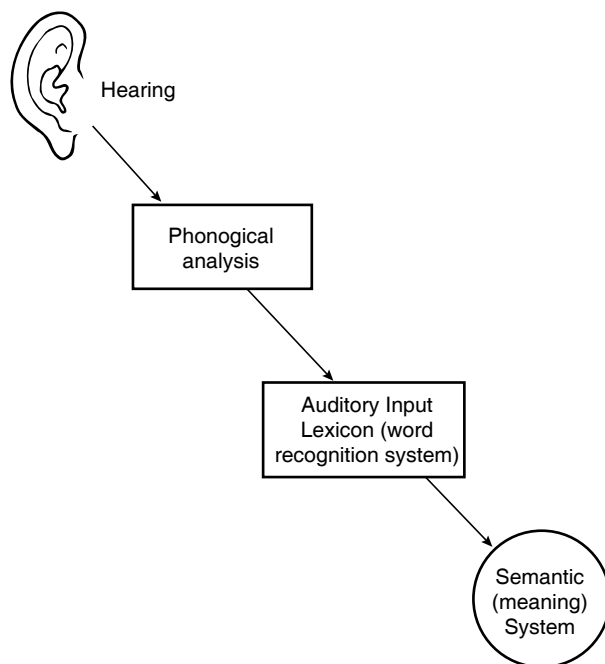 Hearing
Phonogical
analysis
Auditory Input
Lexicon (word
recognition system)
Semantic
(meaning)
System